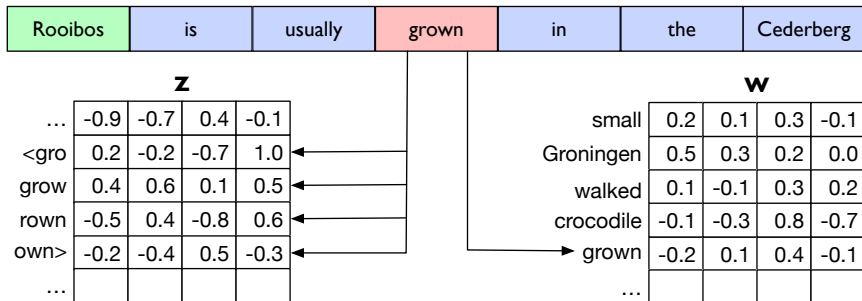 Rooibos is usually grown in the Cederberg
z
w
... -0.9 -0.7 0.4 -0.1
<gro 0.2 -0.2 -0.7 1.0
grow 0.4 0.6 0.1 0.5
rown -0.5 0.4 -0.8 0.6
own> -0.2 -0.4 0.5 -0.3
...
small 0.2 0.1 0.3 -0.1
Groningen 0.5 0.3 0.2 0.0
walked 0.1 -0.1 0.3 0.2
crocodile -0.1 -0.3 0.8 -0.7
grown -0.2 0.1 0.4 -0.1
...